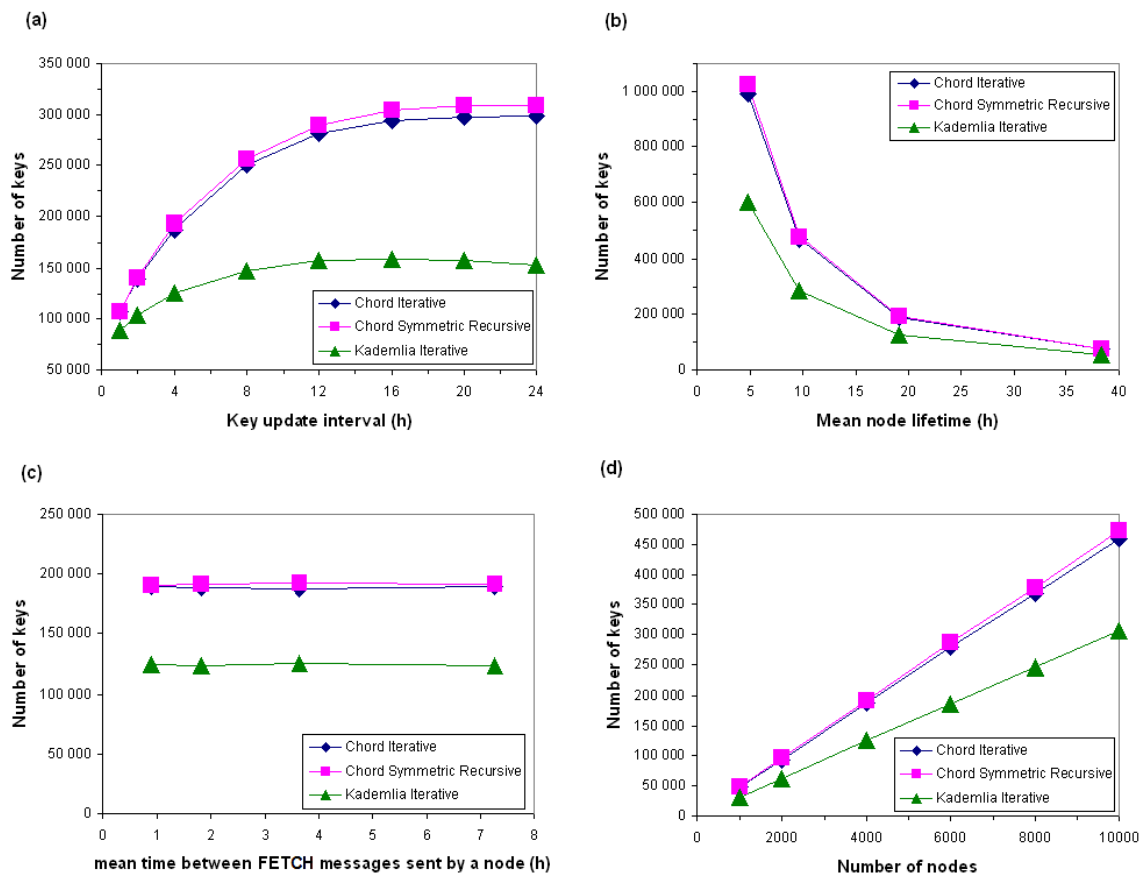 (a)
350 000
300 000
250 000
200 000
150 000
100 000
50 000
Number of keys
0 4 8 12 16 20 24
Key update interval (h)
Chord Iterative
Chord Symmetric Recursive
Kademlia Iterative
(b)
1 000 000
800 000
600 000
400 000
200 000
0
Number of keys
0 5 10 15 20 25 30 35 40
Mean node lifetime (h)
Chord Iterative
Chord Symmetric Recursive
Kademlia Iterative
(c)
250 000
200 000
150 000
100 000
50 000
0
Number of keys
0 1 2 3 4 5 6 7 8
mean time between FETCH messages sent by a node (h)
Chord Iterative
Chord Symmetric Recursive
Kademlia Iterative
(d)
500 000
450 000
400 000
350 000
300 000
250 000
200 000
150 000
100 000
50 000
0
Number of keys
0 2000 4000 6000 8000 10000
Number of nodes
Chord Iterative
Chord Symmetric Recursive
Kademlia Iterative